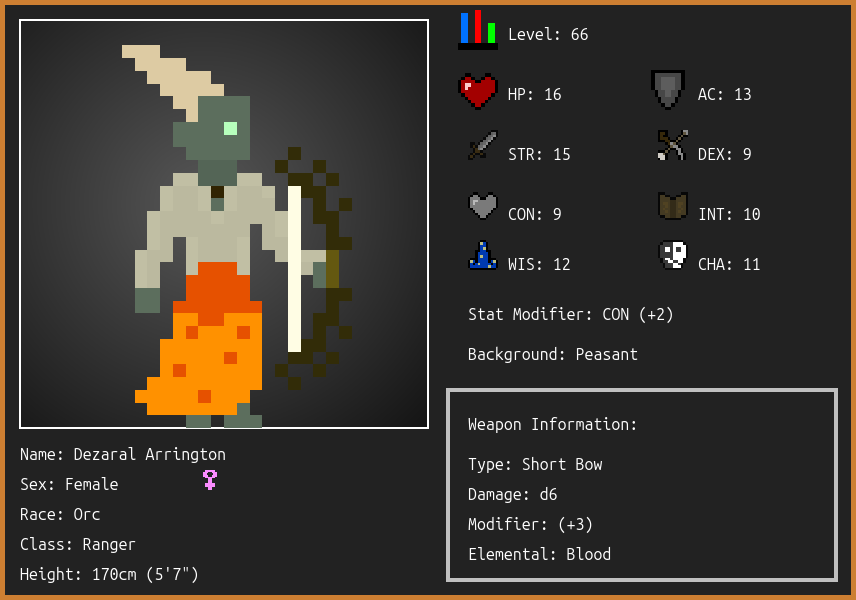 Level: 66
HP: 16
AC: 13
STR: 15
DEX: 9
CON: 9
INT: 10
WIS: 12
CHA: 11
Stat Modifier: CON (+2)
Background: Peasant
Weapon Information:
Type: Short Bow
Damage: d6
Modifier: (+3)
Elemental: Blood
Name: Dezaral Arrington
Sex: Female
Race: Orc
Class: Ranger
Height: 170cm (5'7")